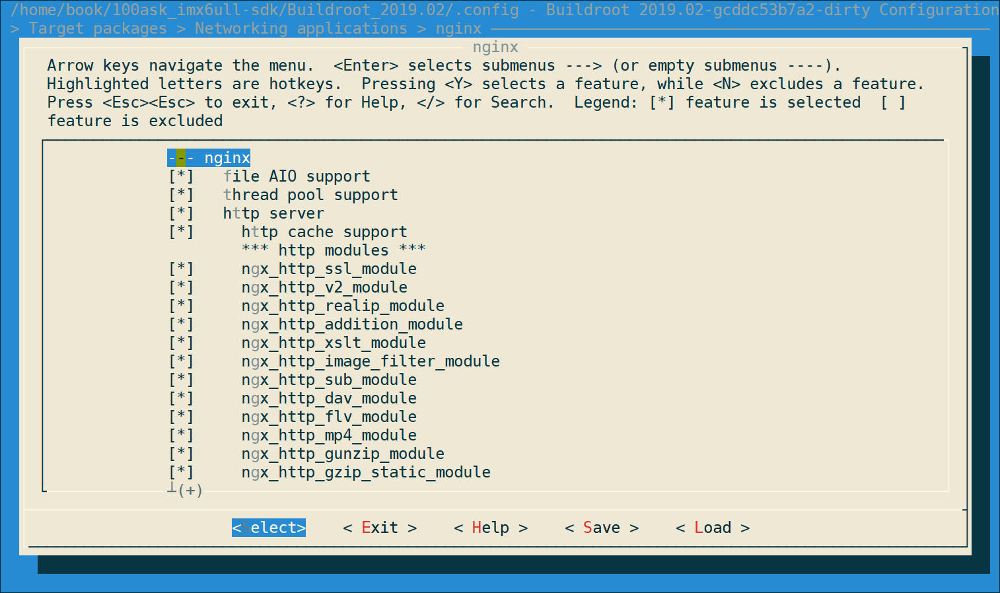 /home/book/100ask_imx6ull-sdk/Buildroot_2019.02/.config - Buildroot 2019.02-gcddc53b7a2-dirty Configuration
> Target packages > Networking applications > nginx
nginx
Arrow keys navigate the menu.  <Enter> selects submenus ---> (or empty submenus ----).
Highlighted letters are hotkeys.  Pressing <Y> selects a feature, while <N> excludes a feature.
Press <Esc><Esc> to exit, <?> for Help, </> for Search.  Legend: [*] feature is selected  [ ]
feature is excluded
--- nginx
[*]   file AIO support
[*]   thread pool support
[*]   http server
[*]     http cache support
*** http modules ***
[*]     ngx_http_ssl_module
[*]     ngx_http_v2_module
[*]     ngx_http_realip_module
[*]     ngx_http_addition_module
[*]     ngx_http_xslt_module
[*]     ngx_http_image_filter_module
[*]     ngx_http_sub_module
[*]     ngx_http_dav_module
[*]     ngx_http_flv_module
[*]     ngx_http_mp4_module
[*]     ngx_http_gunzip_module
[*]     ngx_http_gzip_static_module
┴(+)
<Select>    < Exit >    < Help >    < Save >    < Load >